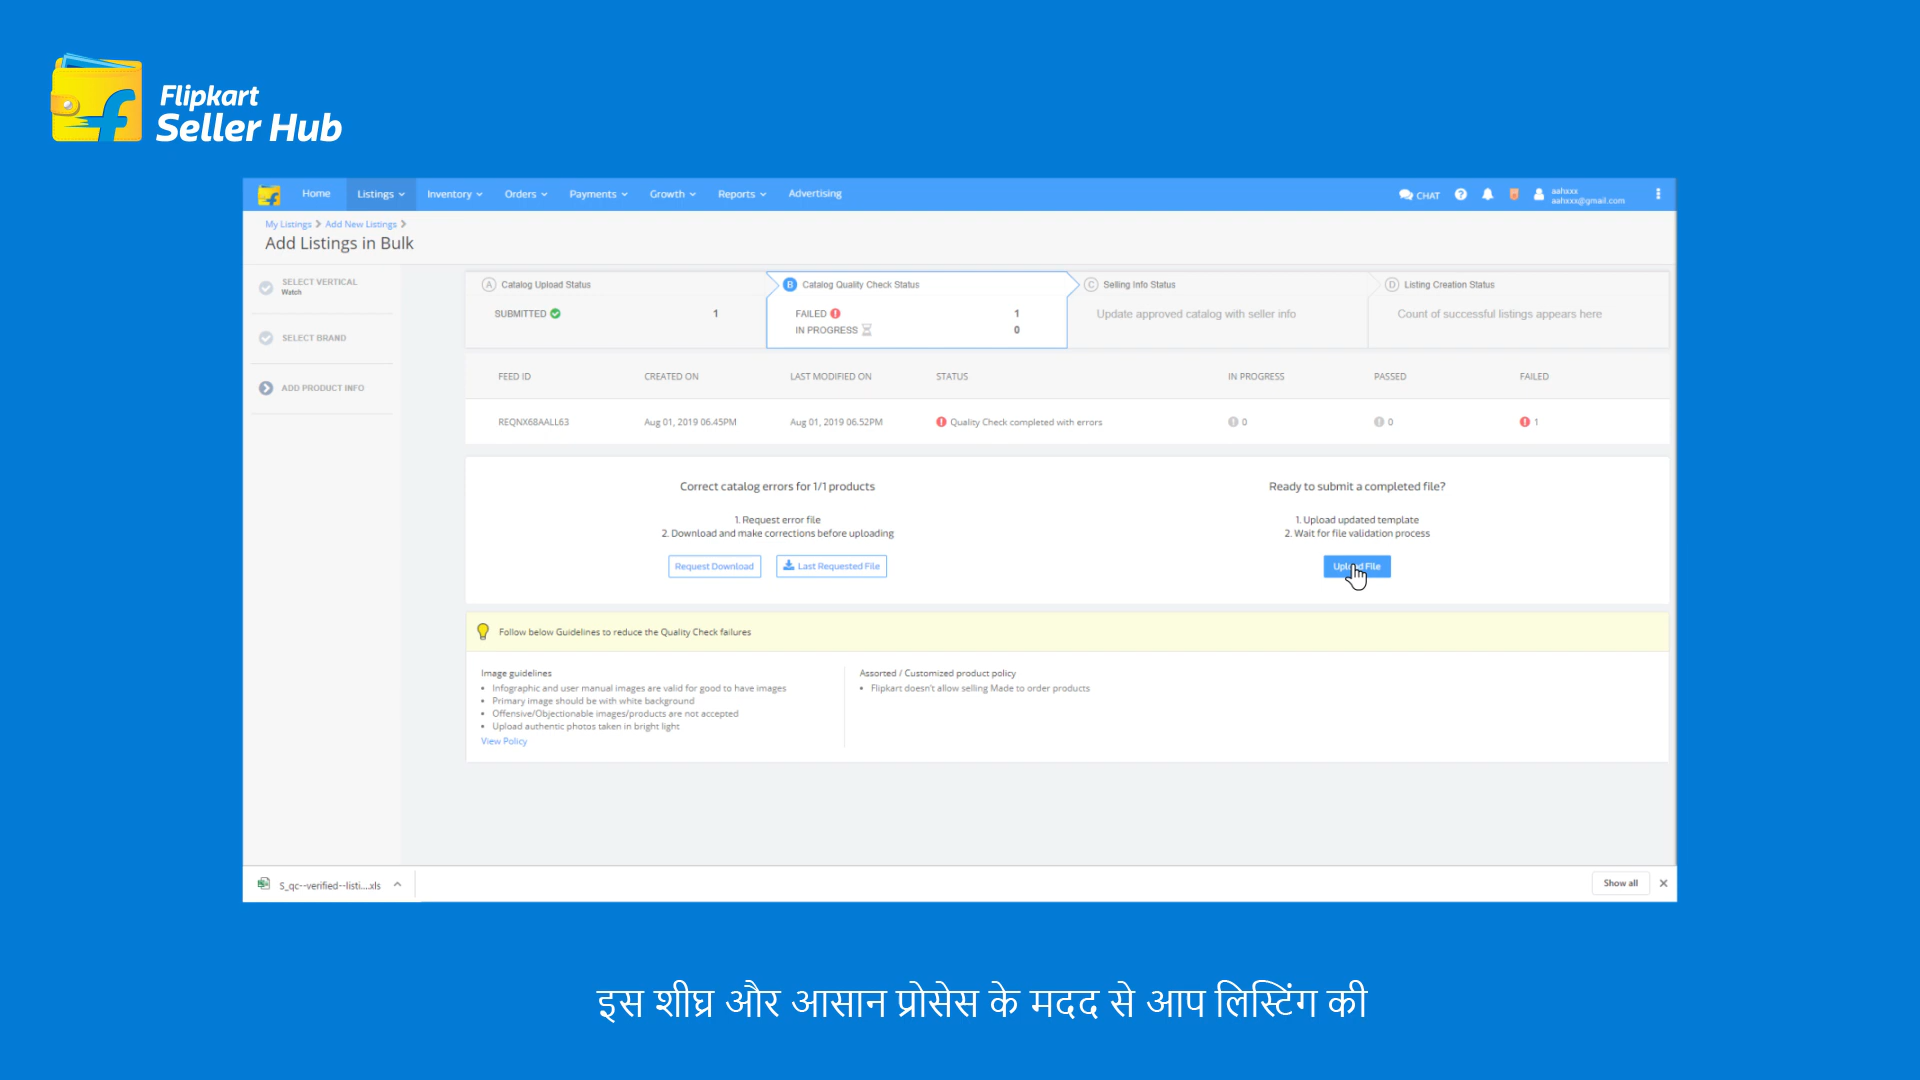 Flipkart
Seller Hub
Home Listings Inventory Orders Payments Growth Reports Advertising CHAT aahxxx
aahxxx@gmail.com
My Listings Add New Listings
Add Listings in Bulk
SELECT VERTICAL
Watch
SELECT BRAND
ADD PRODUCT INFO
A Catalog Upload Status
SUBMITTED 1
B Catalog Quality Check Status
FAILED 1
IN PROGRESS 0
C Selling Info Status
Update approved catalog with seller info
D Listing Creation Status
Count of successful listings appears here
FEED ID CREATED ON LAST MODIFIED ON STATUS IN PROGRESS PASSED FAILED
REQNX68AALL63 Aug 01, 2019 06.45PM Aug 01, 2019 06.52PM Quality Check completed with errors 0 0 1
Correct catalog errors for 1/1 products
1. Request error file
2. Download and make corrections before uploading
Request Download Last Requested File
Ready to submit a completed file?
1. Upload updated template
2. Wait for file validation process
Upload File
Follow below Guidelines to reduce the Quality Check failures
Image guidelines
• Infographic and user manual images are valid for good to have images
• Primary image should be with white background
• Offensive/Objectionable images/products are not accepted
• Upload authentic photos taken in bright light
View Policy
Assorted / Customized product policy
• Flipkart doesn't allow selling Made to order products
S_qc--verified--listi....xls Show all
इस शीघ्र और आसान प्रोसेस के मदद से आप लिस्टिंग की